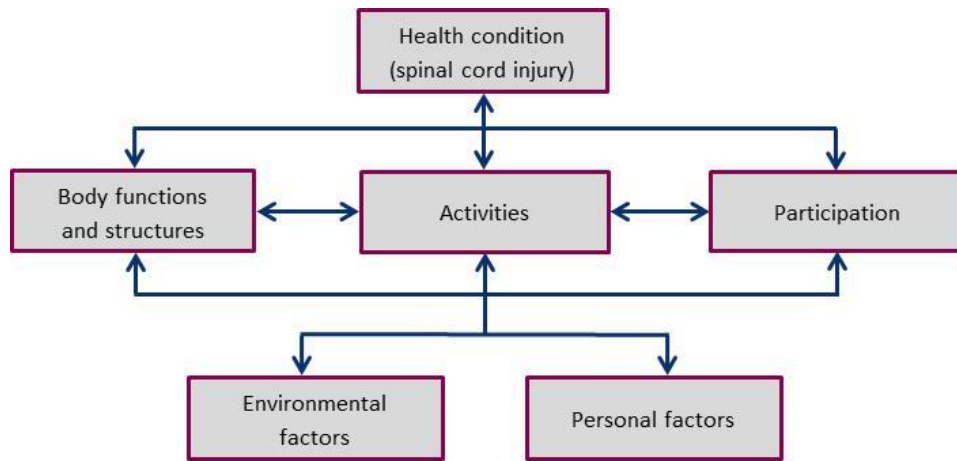 Health condition
(spinal cord injury)
Body functions
and structures
Activities
Participation
Environmental
factors
Personal factors